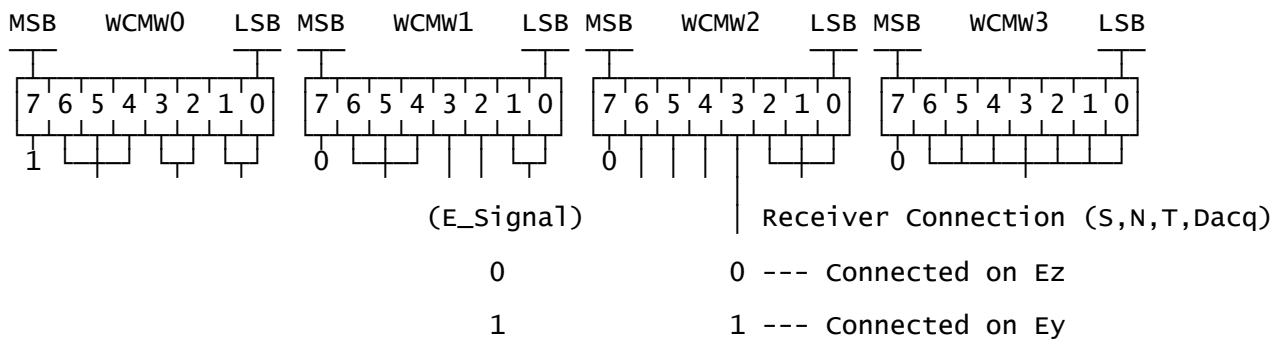 MSB WCMW0 LSB MSB WCMW1 LSB MSB WCMW2 LSB MSB WCMW3 LSB
7 6 5 4 3 2 1 0 7 6 5 4 3 2 1 0 7 6 5 4 3 2 1 0 7 6 5 4 3 2 1 0
1 0 0 0
(E_Signal) Receiver Connection (S,N,T,Dacq)
0 0 --- Connected on Ez
1 1 --- Connected on Ey